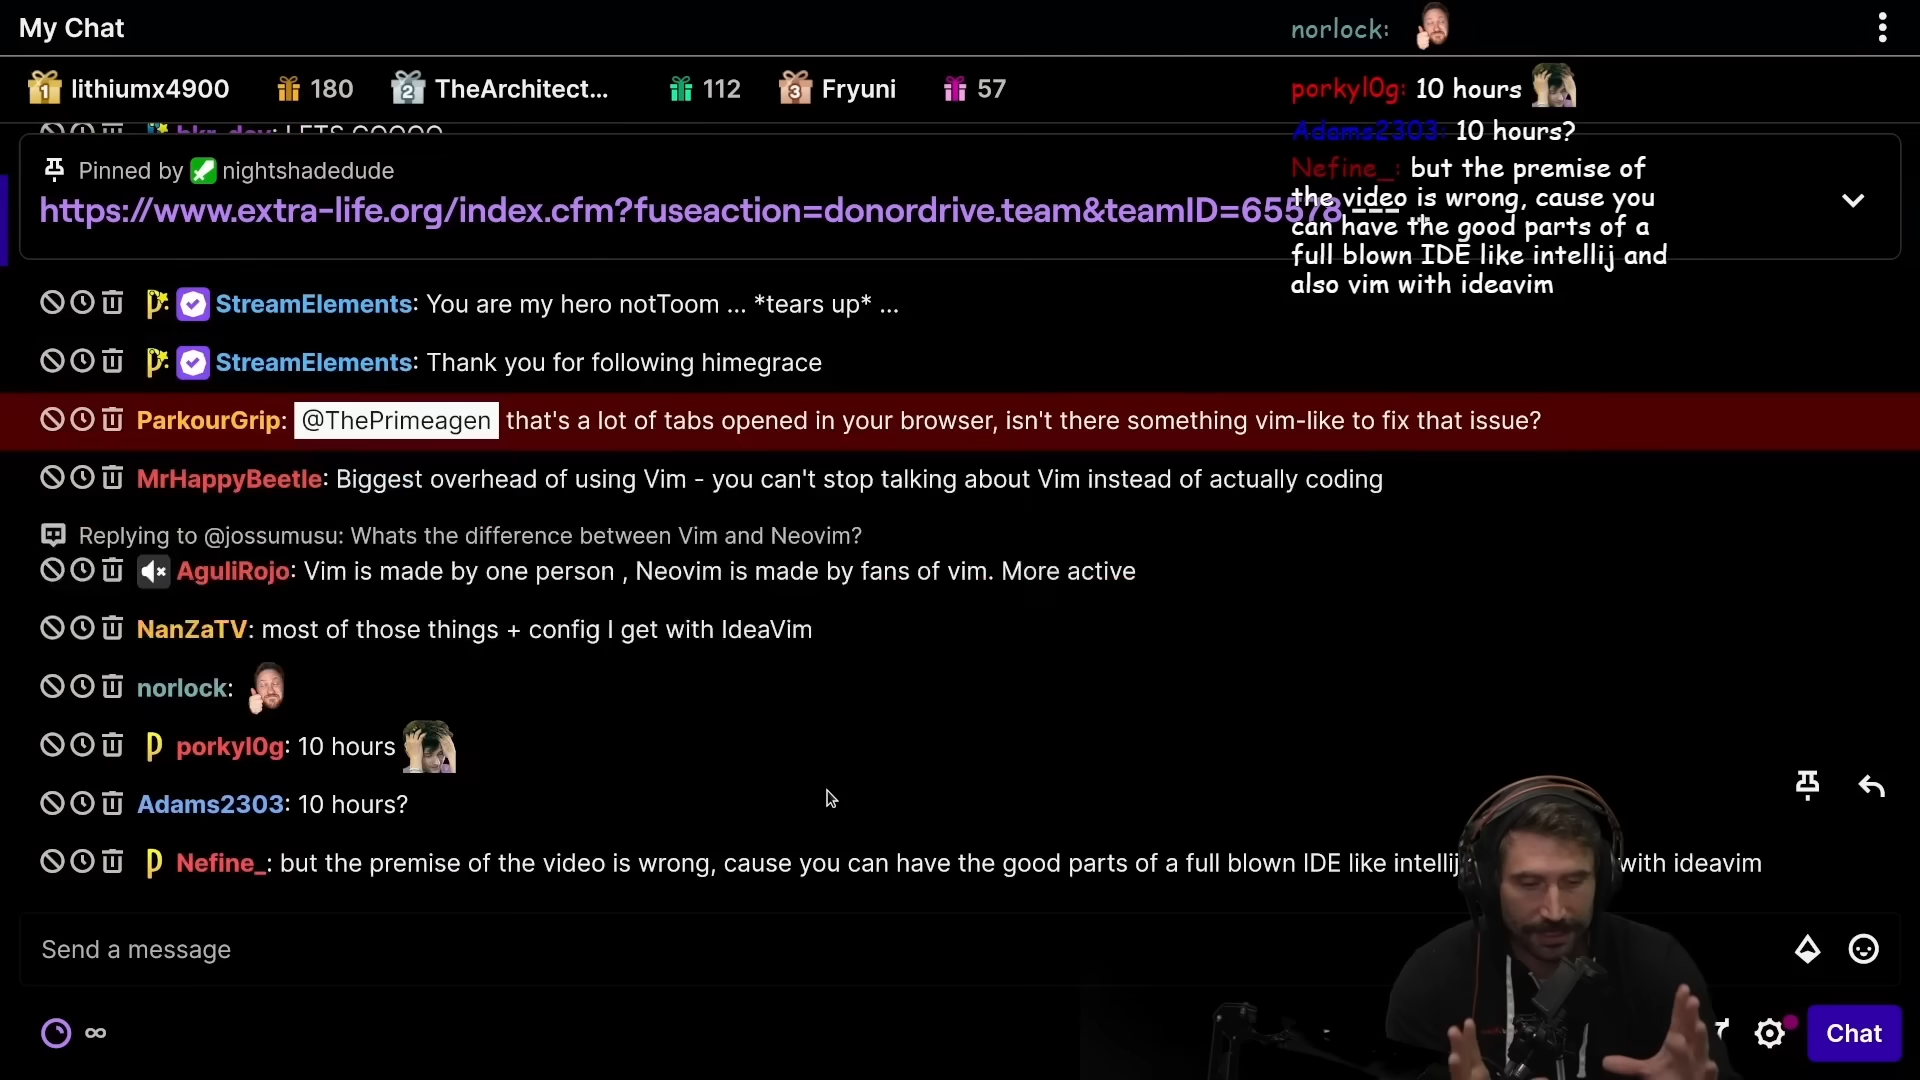 My Chat
lithiumx4900 180 TheArchitect... 112 Fryuni 57
bkr_dev: LETS GOOOO
Pinned by nightshadedude
https://www.extra-life.org/index.cfm?fuseaction=donordrive.team&teamID=65578
StreamElements: You are my hero notToom ... *tears up* ...
StreamElements: Thank you for following himegrace
ParkourGrip: @ThePrimeagen that's a lot of tabs opened in your browser, isn't there something vim-like to fix that issue?
MrHappyBeetle: Biggest overhead of using Vim - you can't stop talking about Vim instead of actually coding
Replying to @jossumusu: Whats the difference between Vim and Neovim?
AguliRojo: Vim is made by one person , Neovim is made by fans of vim. More active
NanZaTV: most of those things + config I get with IdeaVim
norlock:
porkyl0g: 10 hours
Adams2303: 10 hours?
Nefine_: but the premise of the video is wrong, cause you can have the good parts of a full blown IDE like intellij with ideavim
Send a message
Chat
norlock:
porkyl0g: 10 hours
Adams2303: 10 hours?
Nefine_: but the premise of
the video is wrong, cause you
can have the good parts of a
full blown IDE like intellij and
also vim with ideavim